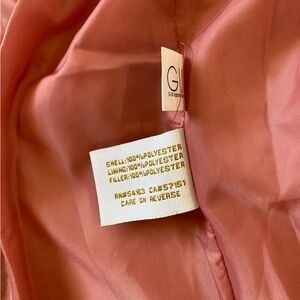 G
SHELL:100%POLYESTER
LINING:100%POLYESTER
FILLER:100%POLYESTER
RN#54163 CA#57151
CARE ON REVERSE